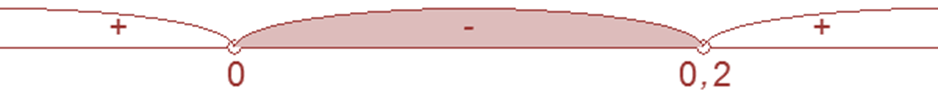 + - +
0 0,2